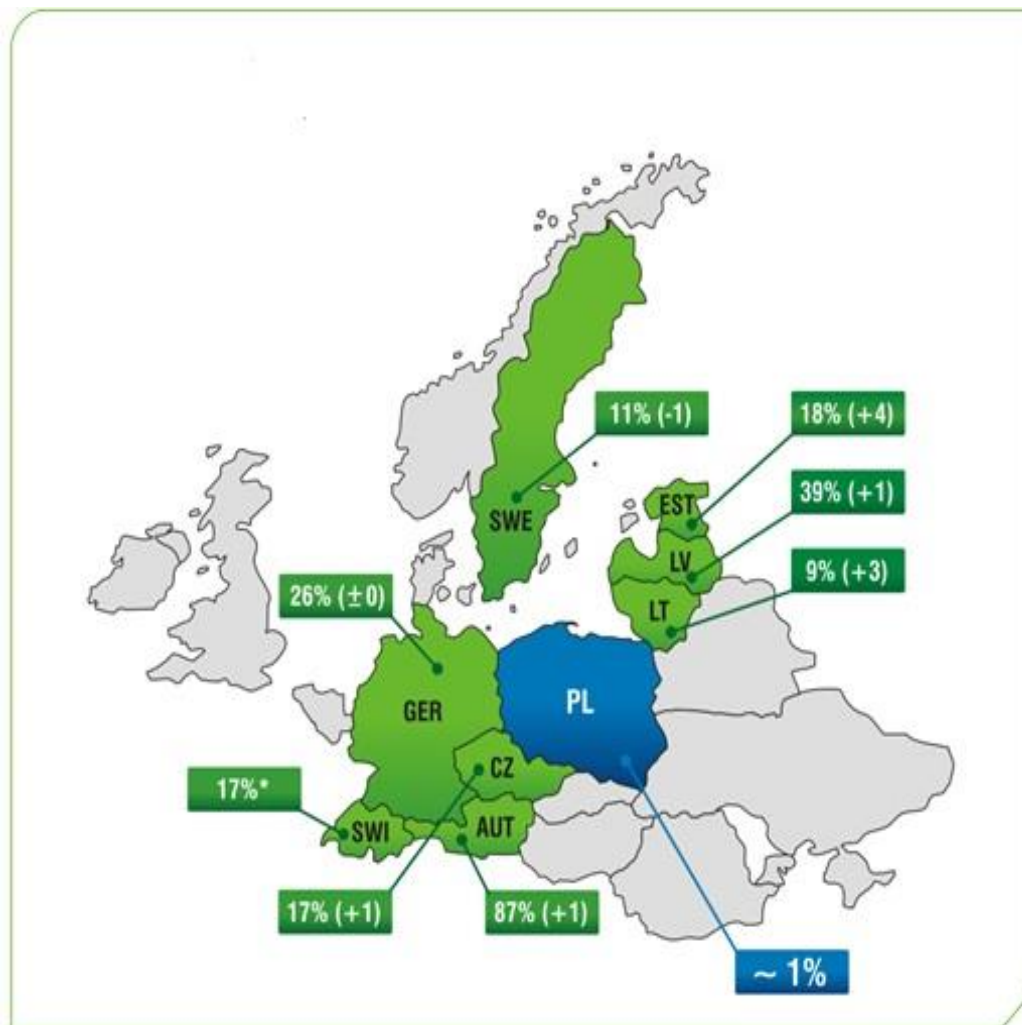 11% (-1)
18% (+4)
39% (+1)
9% (+3)
EST
SWE
LV
LT
26% (±0)
GER
PL
CZ
17%*
SWI
AUT
17% (+1)
87% (+1)
~ 1%